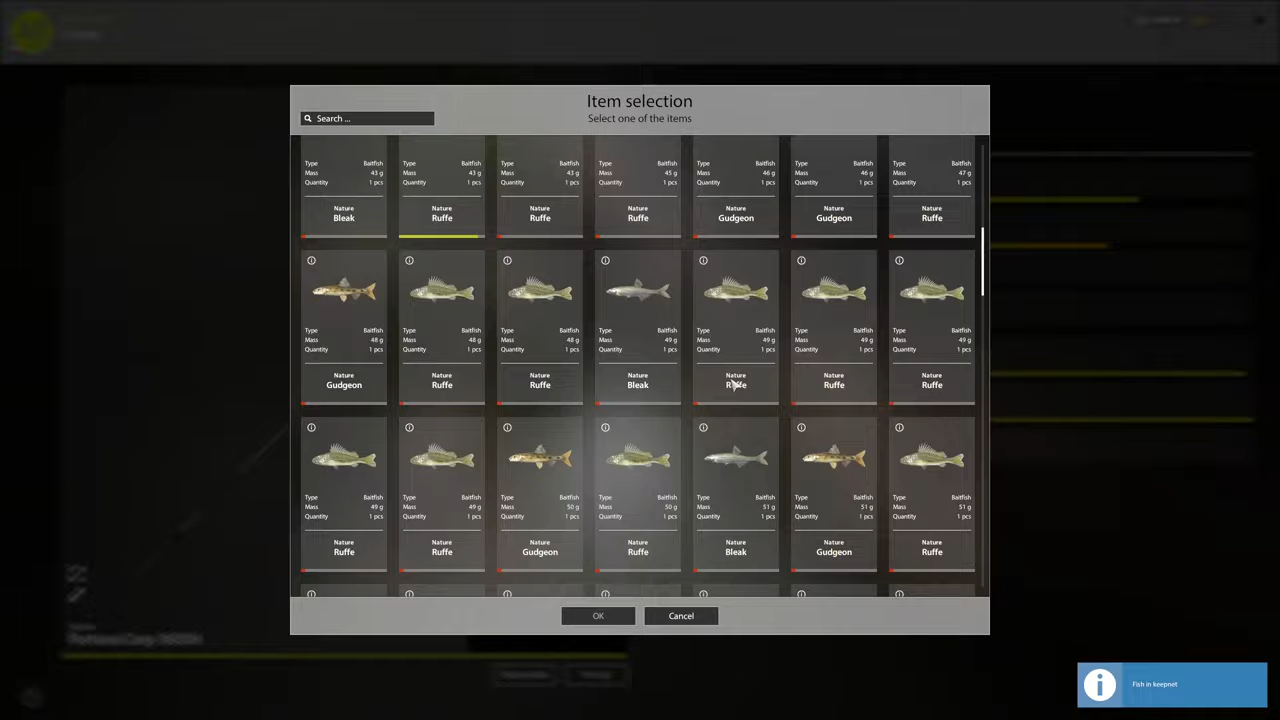 Item selection
Search ...
Select one of the items
Type Baitfish Type Baitfish Type Baitfish Type Baitfish Type Baitfish Type Baitfish Type Baitfish
Mass 43 g Mass 43 g Mass 43 g Mass 45 g Mass 46 g Mass 46 g Mass 47 g
Quantity 1 pcs Quantity 1 pcs Quantity 1 pcs Quantity 1 pcs Quantity 1 pcs Quantity 1 pcs Quantity 1 pcs
Nature Nature Nature Nature Nature Nature Nature
Bleak Ruffe Ruffe Ruffe Gudgeon Gudgeon Ruffe
Type Baitfish Type Baitfish Type Baitfish Type Baitfish Type Baitfish Type Baitfish Type Baitfish
Mass 48 g Mass 48 g Mass 48 g Mass 49 g Mass 49 g Mass 49 g Mass 49 g
Quantity 1 pcs Quantity 1 pcs Quantity 1 pcs Quantity 1 pcs Quantity 1 pcs Quantity 1 pcs Quantity 1 pcs
Nature Nature Nature Nature Nature Nature Nature
Gudgeon Ruffe Ruffe Bleak Ruffe Ruffe Ruffe
Type Baitfish Type Baitfish Type Baitfish Type Baitfish Type Baitfish Type Baitfish Type Baitfish
Mass 49 g Mass 49 g Mass 50 g Mass 50 g Mass 51 g Mass 51 g Mass 51 g
Quantity 1 pcs Quantity 1 pcs Quantity 1 pcs Quantity 1 pcs Quantity 1 pcs Quantity 1 pcs Quantity 1 pcs
Nature Nature Nature Nature Nature Nature Nature
Ruffe Ruffe Gudgeon Ruffe Bleak Gudgeon Ruffe
OK Cancel
Fish in keepnet